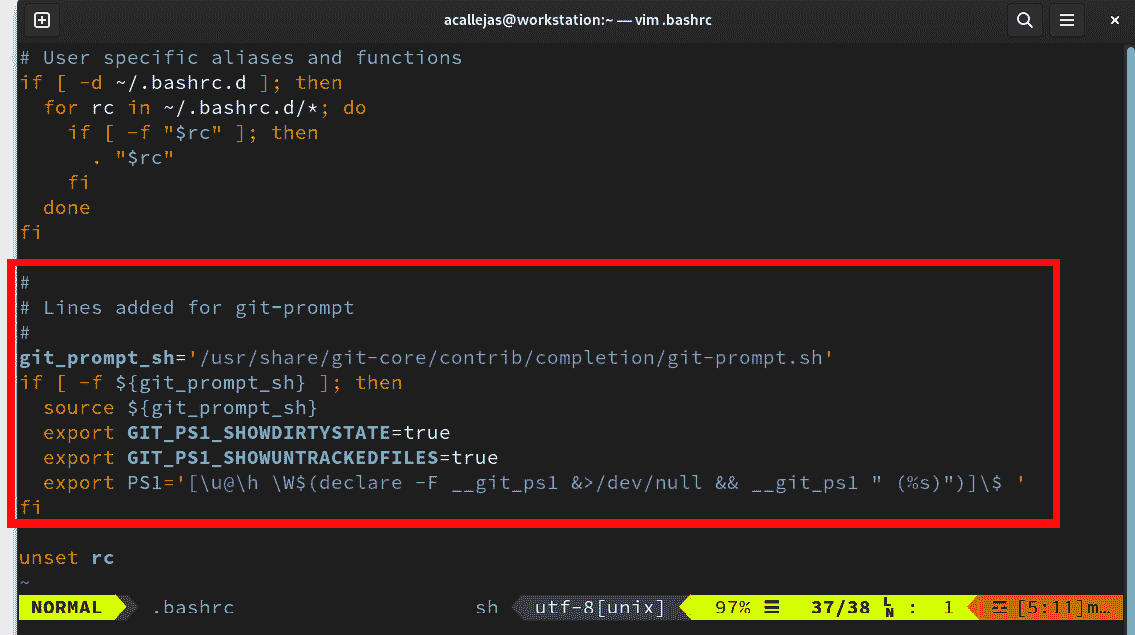 acallejas@workstation:~ — vim .bashrc
# User specific aliases and functions
if [ -d ~/.bashrc.d ]; then
  for rc in ~/.bashrc.d/*; do
    if [ -f "$rc" ]; then
      . "$rc"
    fi
  done
fi
#
# Lines added for git-prompt
#
git_prompt_sh='/usr/share/git-core/contrib/completion/git-prompt.sh'
if [ -f ${git_prompt_sh} ]; then
  source ${git_prompt_sh}
  export GIT_PS1_SHOWDIRTYSTATE=true
  export GIT_PS1_SHOWUNTRACKEDFILES=true
  export PS1='[\u@\h \W$(declare -F __git_ps1 &>/dev/null && __git_ps1 " (%s)")]\$ '
fi
unset rc
~
NORMAL .bashrc sh utf-8[unix] 97% ☰ 37/38 ␤ : 1 ☲ [5:11]m…